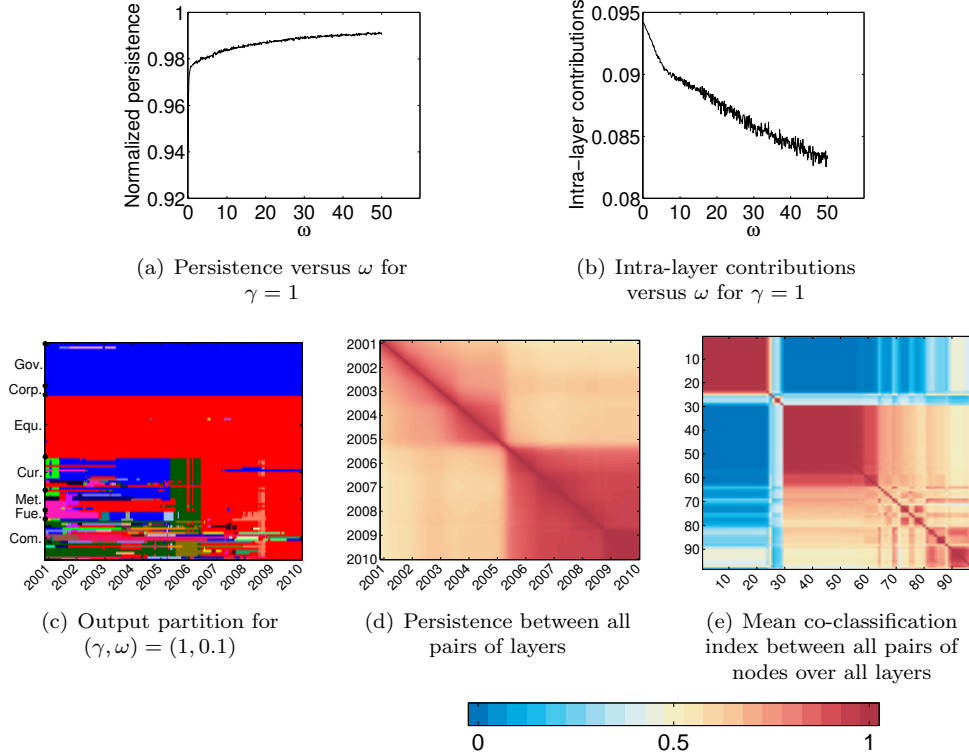 Normalized persistence
1
0.98
0.96
0.94
0.92
0 10 20 30 40 50
ω
(a) Persistence versus ω for
γ = 1
Intra−layer contributions
0.095
0.09
0.085
0.08
0 10 20 30 40 50
ω
(b) Intra-layer contributions
versus ω for γ = 1
Gov.
Corp.
Equ.
Cur.
Met.
Fue.
Com.
2001 2002 2003 2004 2005 2006 2007 2008 2009 2010
(c) Output partition for
(γ, ω) = (1, 0.1)
2001
2002
2003
2004
2005
2006
2007
2008
2009
2010
2001 2002 2003 2004 2005 2006 2007 2008 2009 2010
(d) Persistence between all
pairs of layers
10
20
30
40
50
60
70
80
90
10 20 30 40 50 60 70 80 90
(e) Mean co-classification
index between all pairs of
nodes over all layers
0 0.5 1